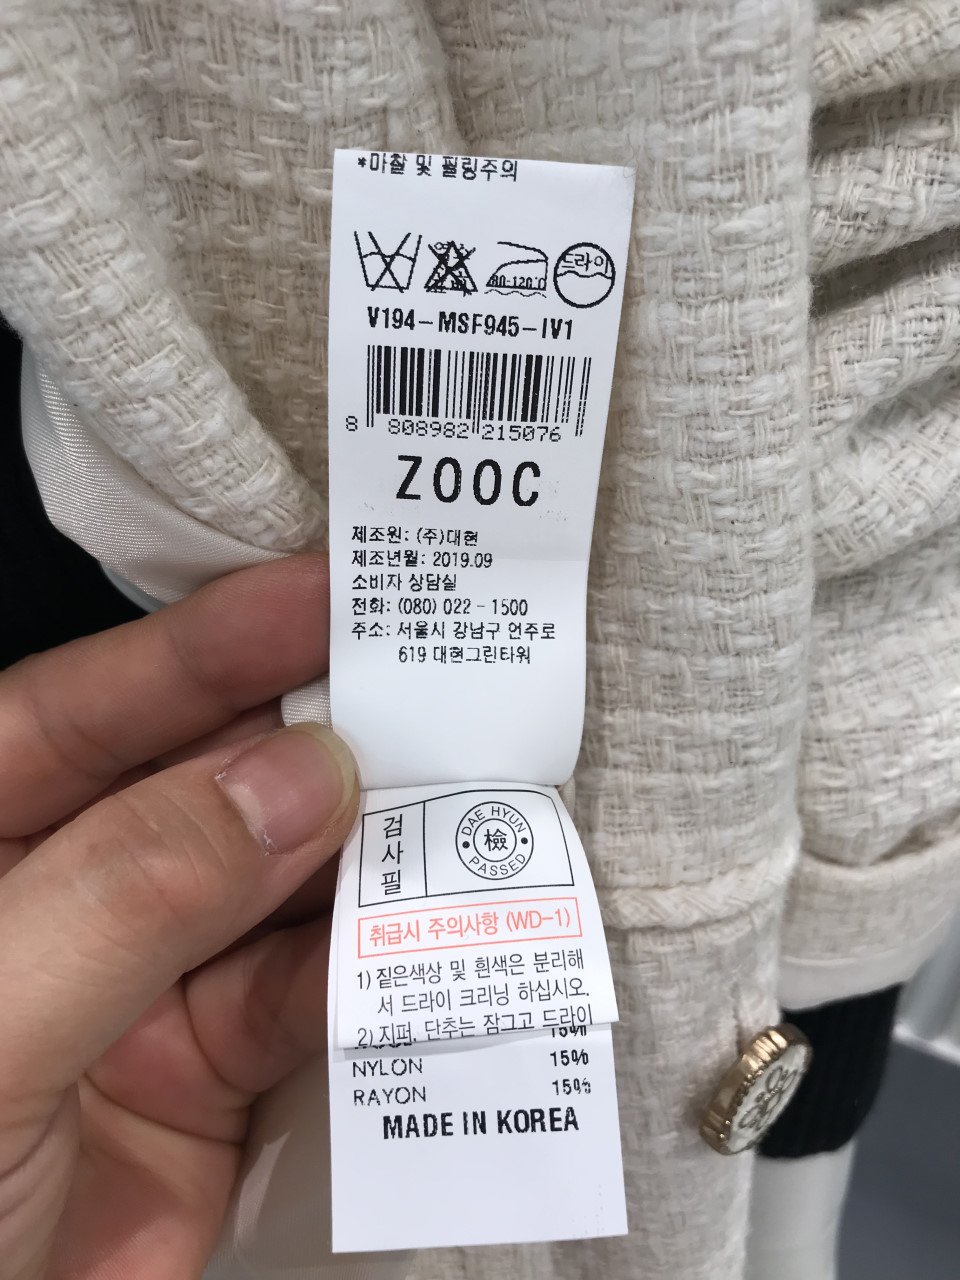 *마찰 및 필링주의
80-120℃
드라이
V194-MSF945-IV1
8 808982 215076
ZOOC
제조원: (주)대현
제조년월: 2019.09
소비자 상담실
전화: (080) 022-1500
주소: 서울시 강남구 언주로
619 대현그린타워
검사필
DAE HYUN
檢
PASSED
취급시 주의사항 (WD-1)
1) 짙은색상 및 흰색은 분리해
서 드라이 크리닝 하십시오.
2) 지퍼, 단추는 잠그고 드라이
15%
NYLON 15%
RAYON 15%
MADE IN KOREA